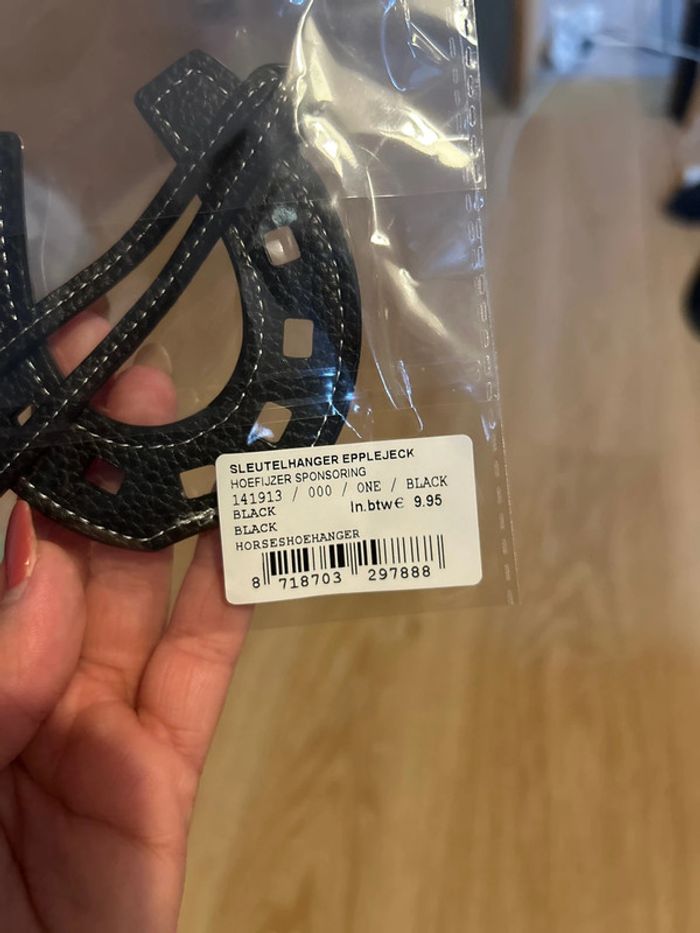 SLEUTELHANGER EPPLEJECK
HOEFIJZER SPONSORING
141913 / 000 / ONE / BLACK
BLACK
In.btw€ 9.95
BLACK
HORSESHOEHANGER
8 718703 297888